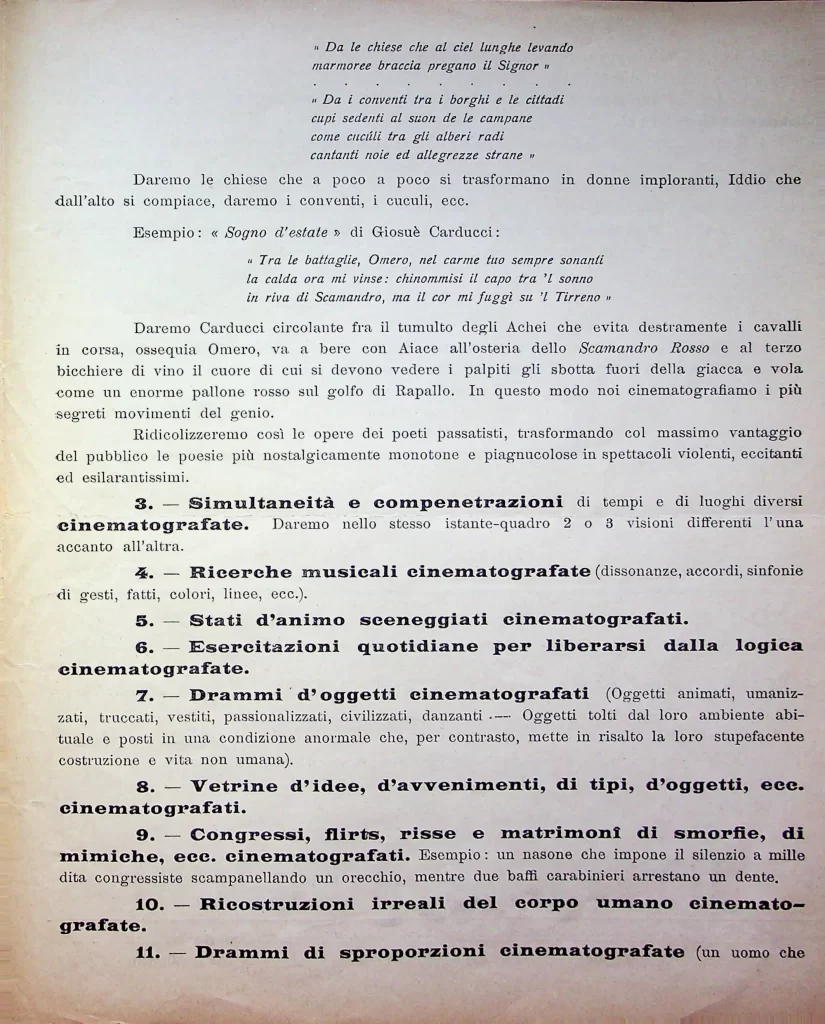 « Da le chiese che al ciel lunghe levando
marmoree braccia pregano il Signor »
. . . . . . . . .
« Da i conventi tra i borghi e le cittadi
cupi sedenti al suon de le campane
come cucúli tra gli alberi radi
cantanti noie ed allegrezze strane »
Daremo le chiese che a poco a poco si trasformano in donne imploranti, Iddio che
dall'alto si compiace, daremo i conventi, i cuculi, ecc.
Esempio: « Sogno d'estate » di Giosuè Carducci:
« Tra le battaglie, Omero, nel carme tuo sempre sonanti
la calda ora mi vinse: chinommisi il capo tra 'l sonno
in riva di Scamandro, ma il cor mi fuggì su 'l Tirreno »
Daremo Carducci circolante fra il tumulto degli Achei che evita destramente i cavalli
in corsa, ossequia Omero, va a bere con Aiace all'osteria dello Scamandro Rosso e al terzo
bicchiere di vino il cuore di cui si devono vedere i palpiti gli sbotta fuori della giacca e vola
come un enorme pallone rosso sul golfo di Rapallo. In questo modo noi cinematografiamo i più
segreti movimenti del genio.
Ridicolizzeremo così le opere dei poeti passatisti, trasformando col massimo vantaggio
del pubblico le poesie più nostalgicamente monotone e piagnucolose in spettacoli violenti, eccitanti
ed esilarantissimi.
3. — Simultaneità e compenetrazioni di tempi e di luoghi diversi
cinematografate. Daremo nello stesso istante-quadro 2 o 3 visioni differenti l'una
accanto all'altra.
4. — Ricerche musicali cinematografate (dissonanze, accordi, sinfonie
di gesti, fatti, colori, linee, ecc.).
5. — Stati d'animo sceneggiati cinematografati.
6. — Esercitazioni quotidiane per liberarsi dalla logica
cinematografate.
7. — Drammi d'oggetti cinematografati (Oggetti animati, umaniz-
zati, truccati, vestiti, passionalizzati, civilizzati, danzanti — Oggetti tolti dal loro ambiente abi-
tuale e posti in una condizione anormale che, per contrasto, mette in risalto la loro stupefacente
costruzione e vita non umana).
8. — Vetrine d'idee, d'avvenimenti, di tipi, d'oggetti, ecc.
cinematografati.
9. — Congressi, flirts, risse e matrimonî di smorfie, di
mimiche, ecc. cinematografati. Esempio: un nasone che impone il silenzio a mille
dita congressiste scampanellando un orecchio, mentre due baffi carabinieri arrestano un dente.
10. — Ricostruzioni irreali del corpo umano cinemato-
grafate.
11. — Drammi di sproporzioni cinematografate (un uomo che